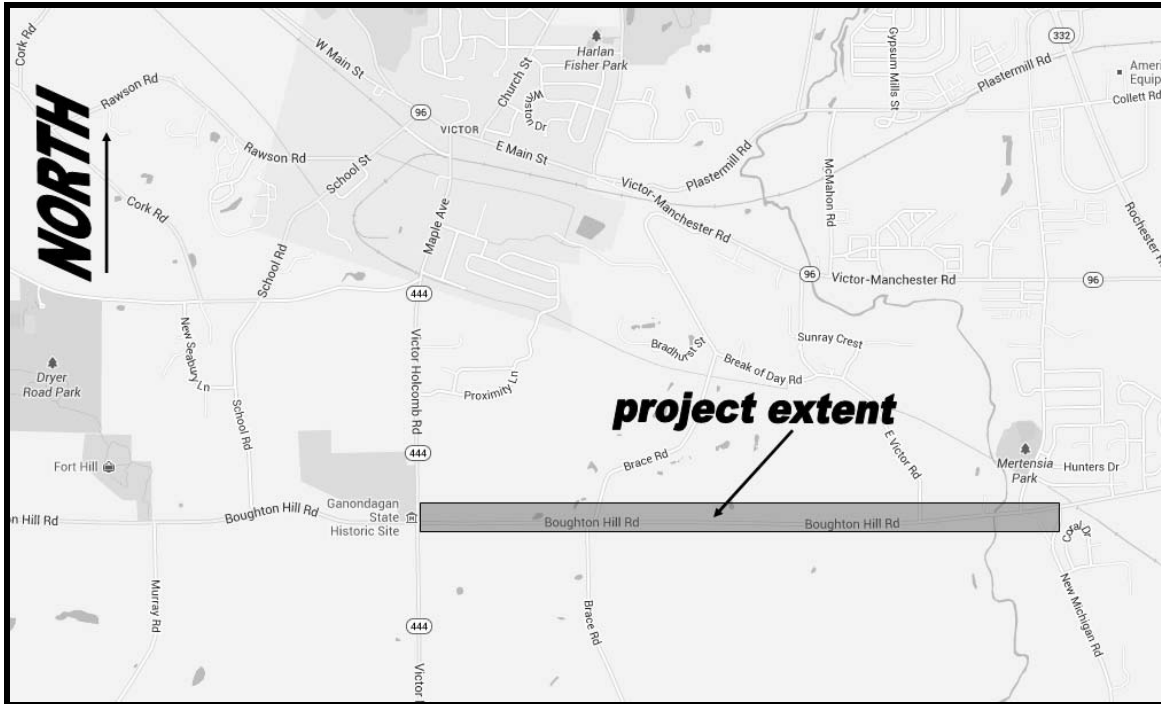 Cork Rd
W Main St
Harlan
Fisher Park
Church St
Gypsum Mills St
332
Plastermill Rd
Ameri
Equip
Collett Rd
Rawson Rd
96
Winston Dr
VICTOR
NORTH
Rawson Rd
School St
E Main St
Plastermill Rd
McMahon Rd
Cork Rd
Maple Ave
Victor-Manchester Rd
Rochester Rd
School Rd
96
Victor-Manchester Rd
96
444
New Seabury Ln
Victor Holcomb Rd
Bradhurst St
Sunray Crest
Break of Day Rd
Dryer
Road Park
Proximity Ln
project extent
School Rd
E Victor Rd
444
Brace Rd
Mertensia
Park
Hunters Dr
Fort Hill
Ganondagan
State
Historic Site
n Hill Rd
Boughton Hill Rd
Boughton Hill Rd
Boughton Hill Rd
Coral Dr
Murray Rd
Brace Rd
New Michigan Rd
444
Victor